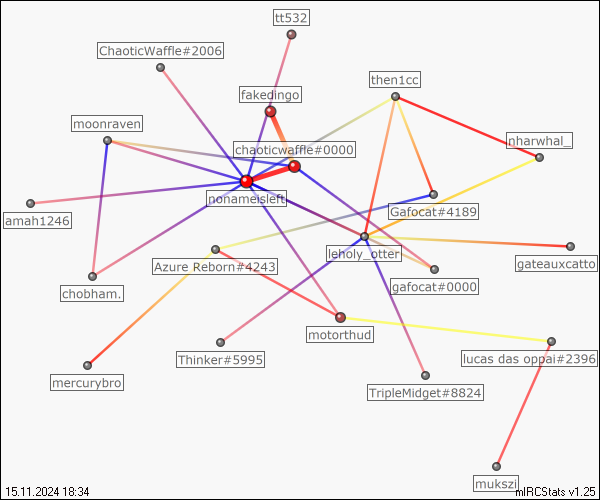 tt532
ChaoticWaffle#2006
then1cc
fakedingo
moonraven
nharwhal_
chaoticwaffle#0000
nonameisleft
Gafocat#4189
amah1246
leholy_otter
gateauxcatto
Azure Reborn#4243
gafocat#0000
chobham.
motorthud
Thinker#5995
lucas das oppai#2396
mercurybro
TripleMidget#8824
mukszi
15.11.2024 18:34
mIRCStats v1.25